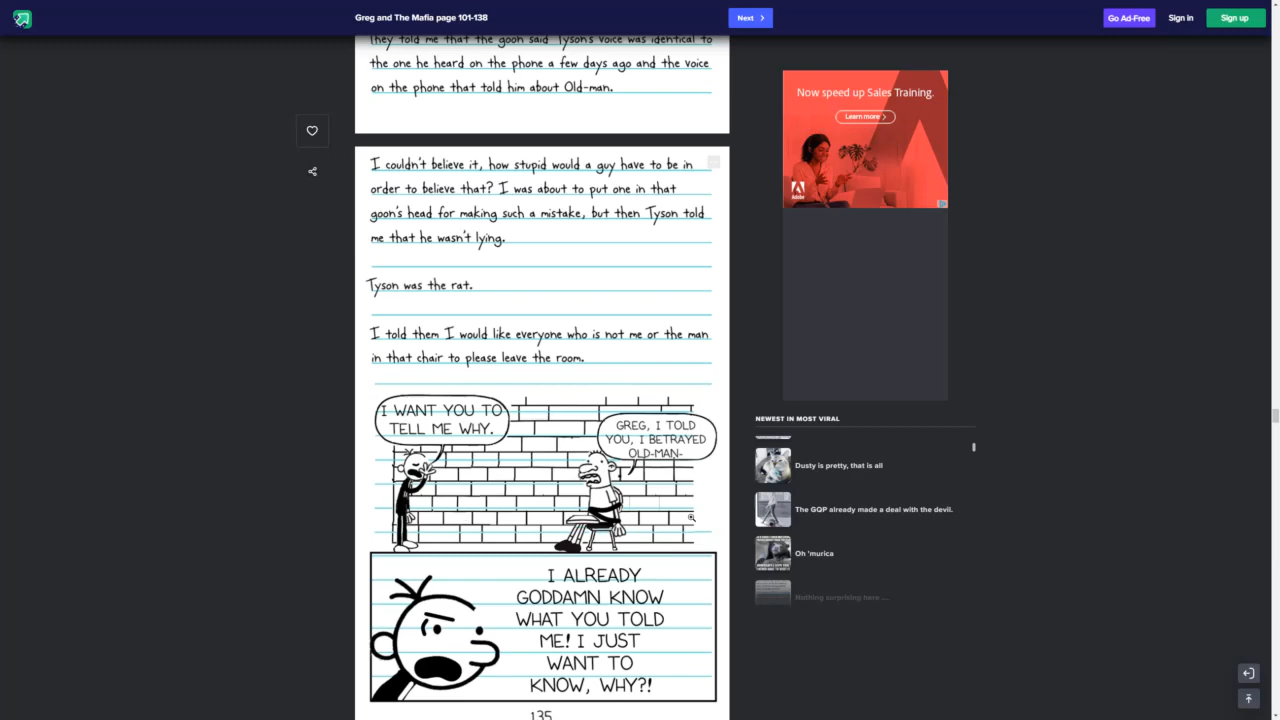 Greg and The Mafia page 101-138
Next
Go Ad-Free
Sign in
Sign up
They told me that the goon said Tyson's voice was identical to
the one he heard on the phone a few days ago and the voice
on the phone that told him about Old-man.
I couldn't believe it, how stupid would a guy have to be in
order to believe that? I was about to put one in that
goon's head for making such a mistake, but then Tyson told
me that he wasn't lying.
Tyson was the rat.
I told them I would like everyone who is not me or the man
in that chair to please leave the room.
I WANT YOU TO
TELL ME WHY.
GREG, I TOLD
YOU, I BETRAYED
OLD-MAN-
I ALREADY
GODDAMN KNOW
WHAT YOU TOLD
ME! I JUST
WANT TO
KNOW, WHY?!
135
Now speed up Sales Training.
Learn more
Adobe
NEWEST IN MOST VIRAL
Dusty is pretty, that is all
The GQP already made a deal with the devil.
Oh 'murica
Nothing surprising here ....